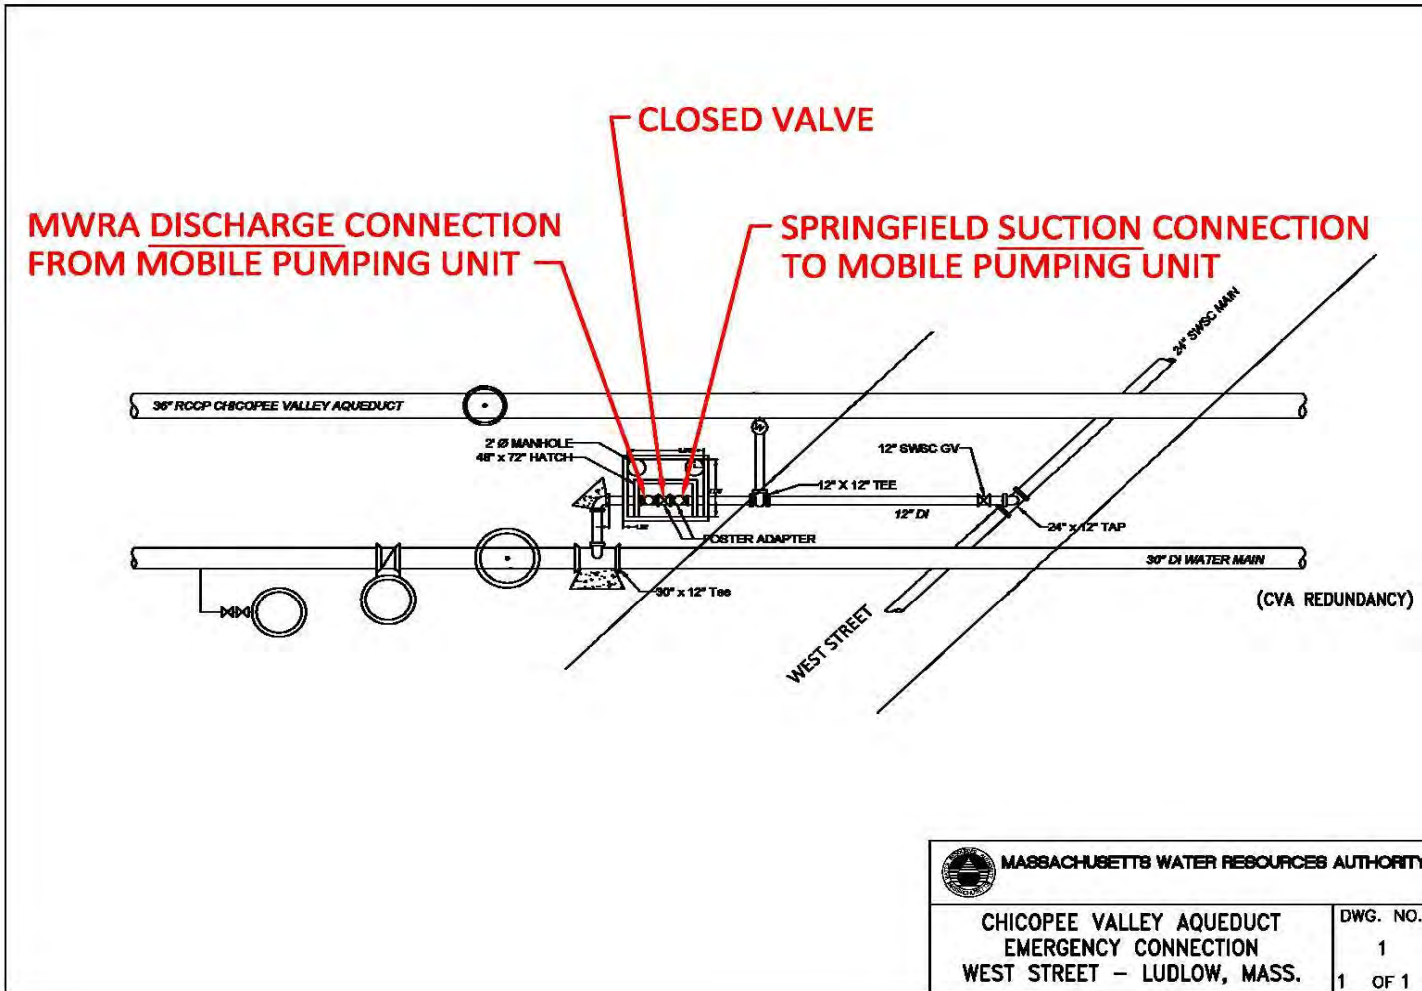 CLOSED VALVE
MWRA DISCHARGE CONNECTION
FROM MOBILE PUMPING UNIT
SPRINGFIELD SUCTION CONNECTION
TO MOBILE PUMPING UNIT
24" SWSC MAIN
36" RCCP CHICOPEE VALLEY AQUEDUCT
2' Ø MANHOLE
48" x 72" HATCH
12" SWSC GV
12" X 12" TEE
12" DI
24" x 12" TAP
FOSTER ADAPTER
30" DI WATER MAIN
30" x 12" Tee
(CVA REDUNDANCY)
WEST STREET
MASSACHUSETTS WATER RESOURCES AUTHORITY
CHICOPEE VALLEY AQUEDUCT
EMERGENCY CONNECTION
WEST STREET – LUDLOW, MASS.
DWG. NO.
1
1 OF 1